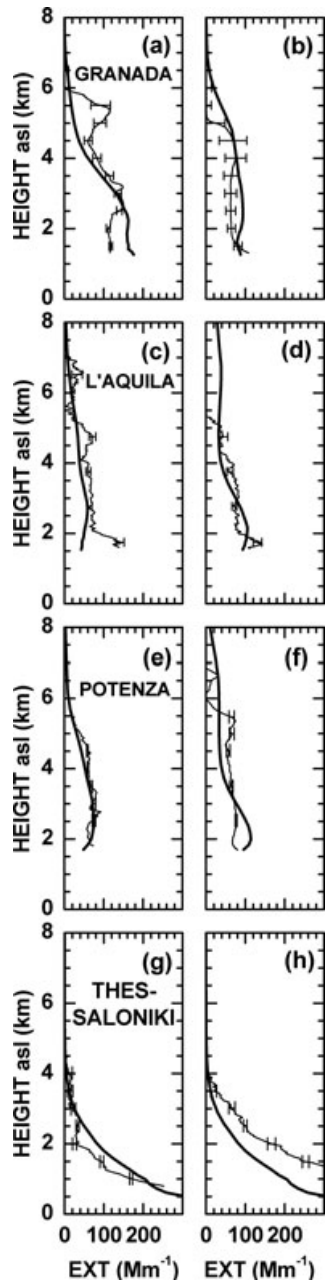 8
(a)
(b)
GRANADA
HEIGHT asl (km)
6
4
2
0
8
(c)
(d)
L'AQUILA
HEIGHT asl (km)
6
4
2
0
8
(e)
(f)
POTENZA
HEIGHT asl (km)
6
4
2
0
8
(g)
(h)
THES-
SALONIKI
HEIGHT asl (km)
6
4
2
0
0 100 200 0 100 200
EXT (Mm⁻¹) EXT (Mm⁻¹)